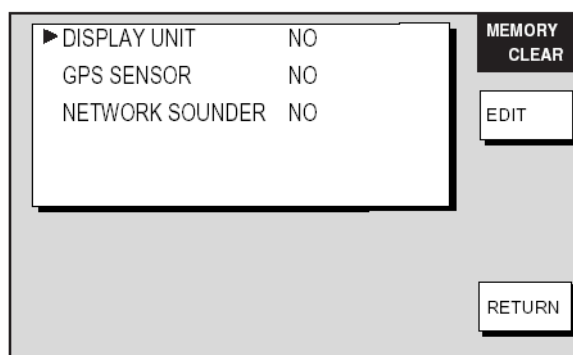 ▶ DISPLAY UNIT NO
GPS SENSOR NO
NETWORK SOUNDER NO
MEMORY
CLEAR
EDIT
RETURN